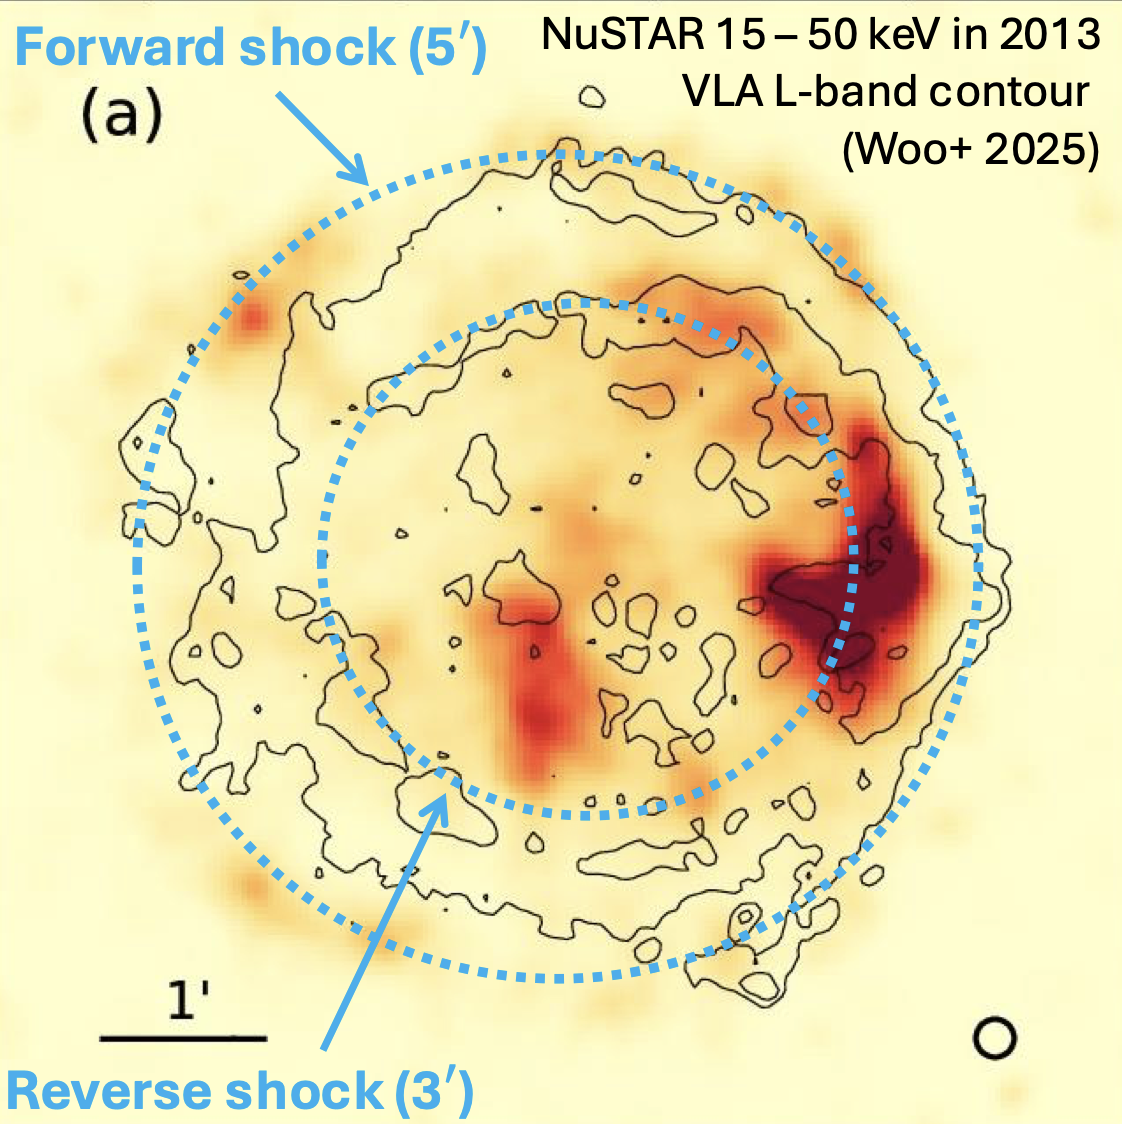 Forward shock (5′)
NuSTAR 15 – 50 keV in 2013
VLA L-band contour
(Woo+ 2025)
(a)
1'
Reverse shock (3′)